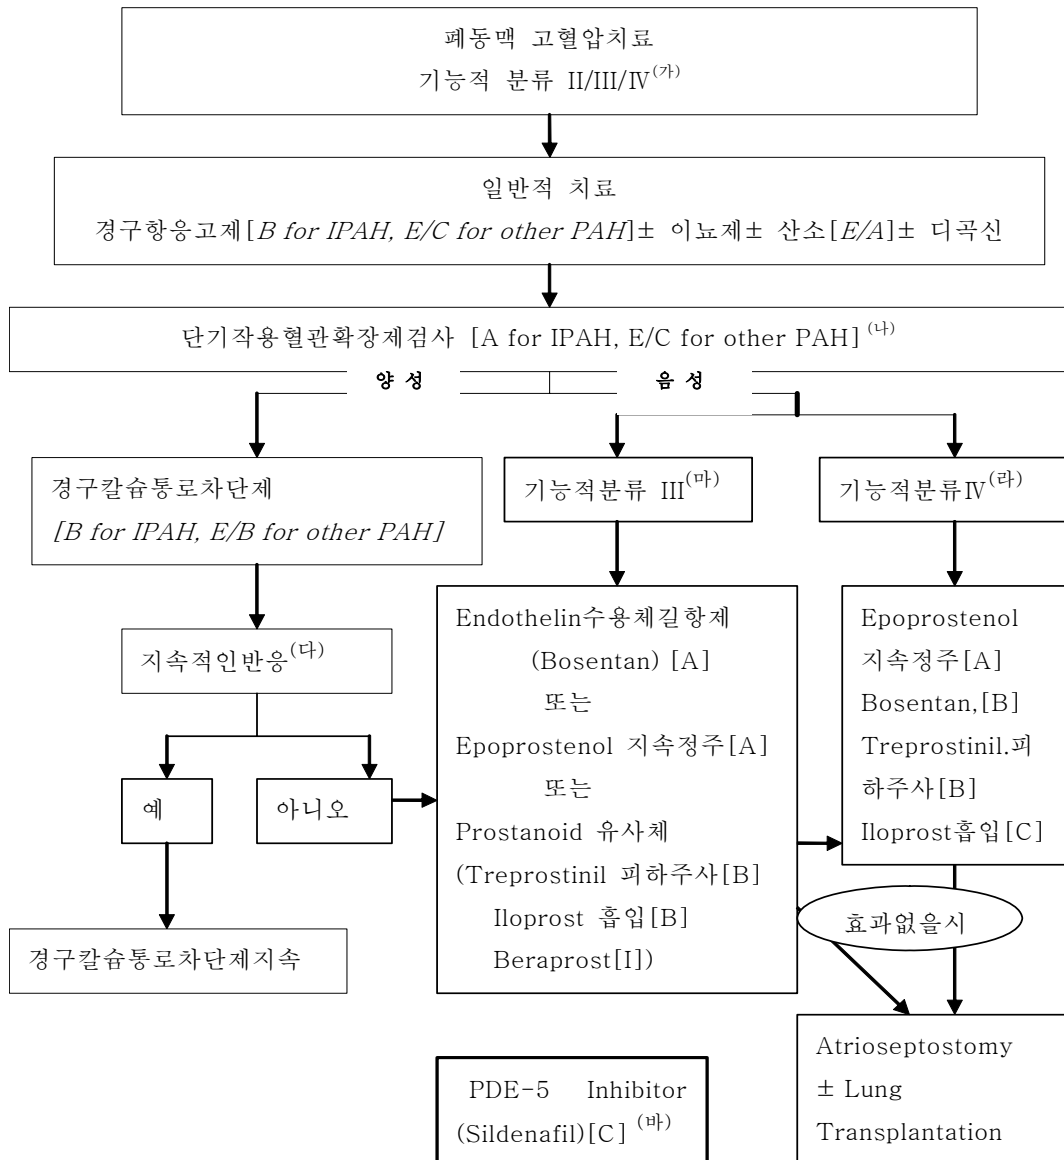 폐동맥 고혈압치료
기능적 분류 II/III/IV(가)
일반적 치료
경구항응고제[B for IPAH, E/C for other PAH]± 이뇨제± 산소[E/A]± 디곡신
단기작용혈관확장제검사 [A for IPAH, E/C for other PAH] (나)
양 성
음 성
경구칼슘통로차단제
[B for IPAH, E/B for other PAH]
기능적분류 III(마)
기능적분류IV(라)
지속적인반응(다)
예
아니오
경구칼슘통로차단제지속
Endothelin수용체길항제
(Bosentan) [A]
또는
Epoprostenol 지속정주[A]
또는
Prostanoid 유사체
(Treprostinil 피하주사[B]
Iloprost 흡입[B]
Beraprost[I])
Epoprostenol
지속정주[A]
Bosentan,[B]
Treprostinil.피
하주사[B]
Iloprost흡입[C]
효과없을시
PDE-5 Inhibitor
(Sildenafil)[C] (바)
Atrioseptostomy
± Lung
Transplantation